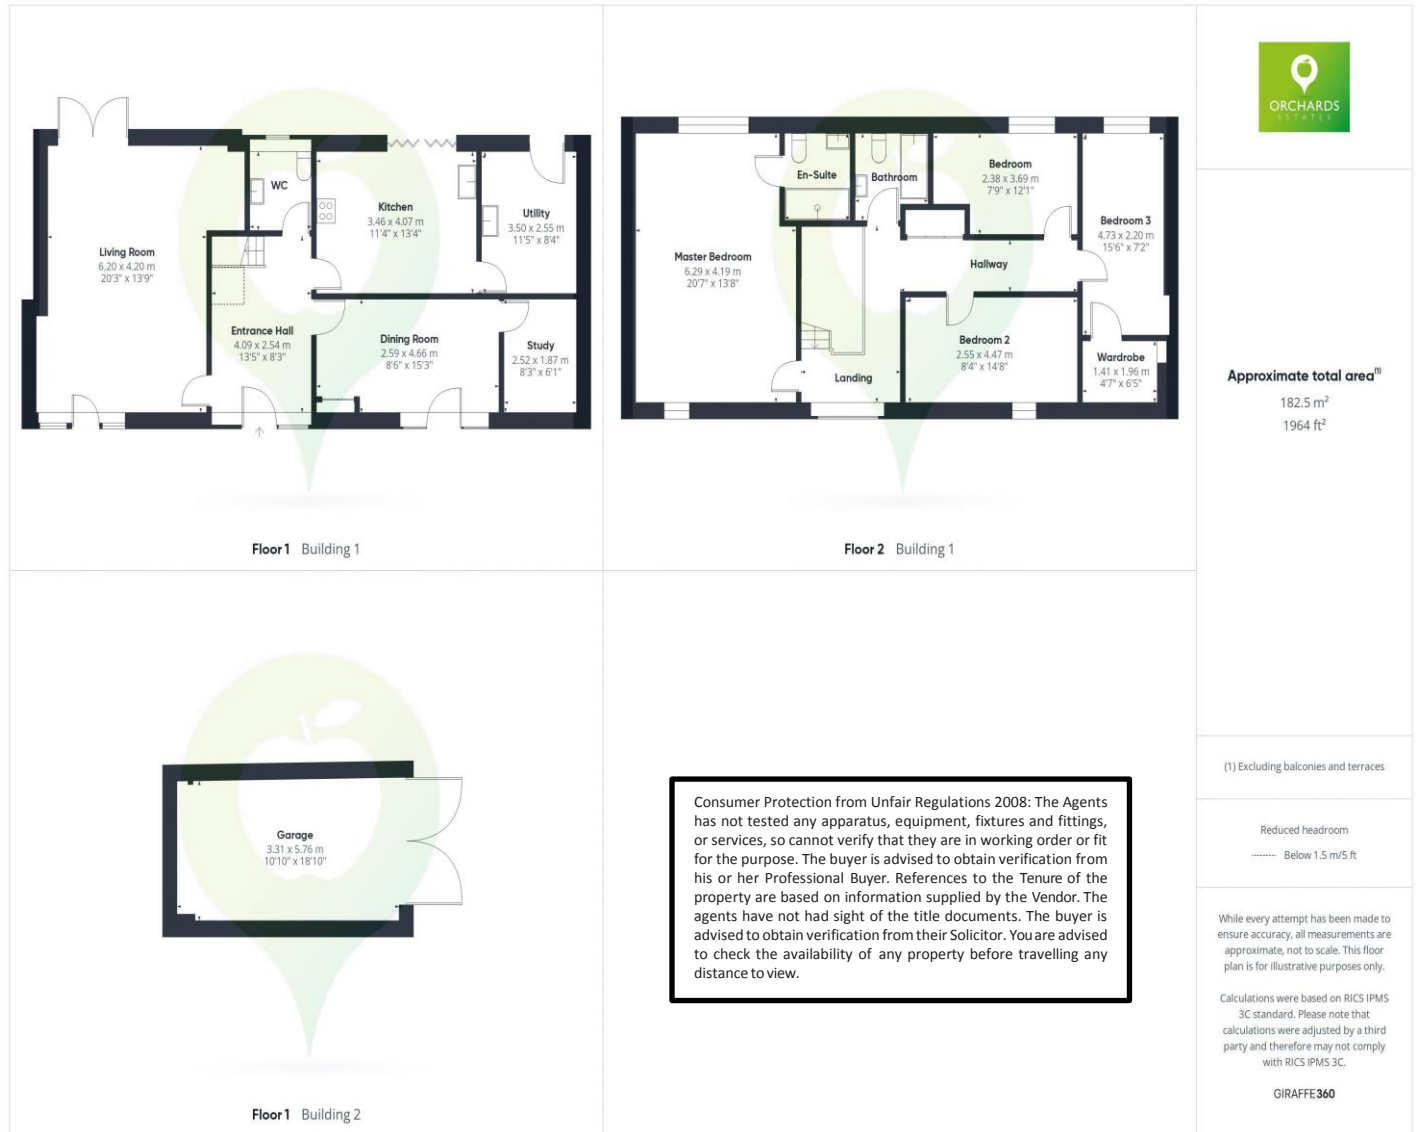 WC
Kitchen
3.46 x 4.07 m
11'4" x 13'4"
Utility
3.50 x 2.55 m
11'5" x 8'4"
Living Room
6.20 x 4.20 m
20'3" x 13'9"
Entrance Hall
4.09 x 2.54 m
13'5" x 8'3"
Dining Room
2.59 x 4.66 m
8'6" x 15'3"
Study
2.52 x 1.87 m
8'3" x 6'1"
Floor 1 Building 1
En-Suite
Bathroom
Bedroom
2.38 x 3.69 m
7'9" x 12'1"
Bedroom 3
4.73 x 2.20 m
15'6" x 7'2"
Master Bedroom
6.29 x 4.19 m
20'7" x 13'8"
Hallway
Bedroom 2
2.55 x 4.47 m
8'4" x 14'8"
Wardrobe
1.41 x 1.96 m
4'7" x 6'5"
Landing
Floor 2 Building 1
Garage
3.31 x 5.76 m
10'10" x 18'10"
Floor 1 Building 2
Consumer Protection from Unfair Regulations 2008: The Agents
has not tested any apparatus, equipment, fixtures and fittings,
or services, so cannot verify that they are in working order or fit
for the purpose. The buyer is advised to obtain verification from
his or her Professional Buyer. References to the Tenure of the
property are based on information supplied by the Vendor. The
agents have not had sight of the title documents. The buyer is
advised to obtain verification from their Solicitor. You are advised
to check the availability of any property before travelling any
distance to view.
ORCHARDS
ESTATES
Approximate total area(1)
182.5 m²
1964 ft²
(1) Excluding balconies and terraces
Reduced headroom
Below 1.5 m/5 ft
While every attempt has been made to
ensure accuracy, all measurements are
approximate, not to scale. This floor
plan is for illustrative purposes only.
Calculations were based on RICS IPMS
3C standard. Please note that
calculations were adjusted by a third
party and therefore may not comply
with RICS IPMS 3C.
GIRAFFE360